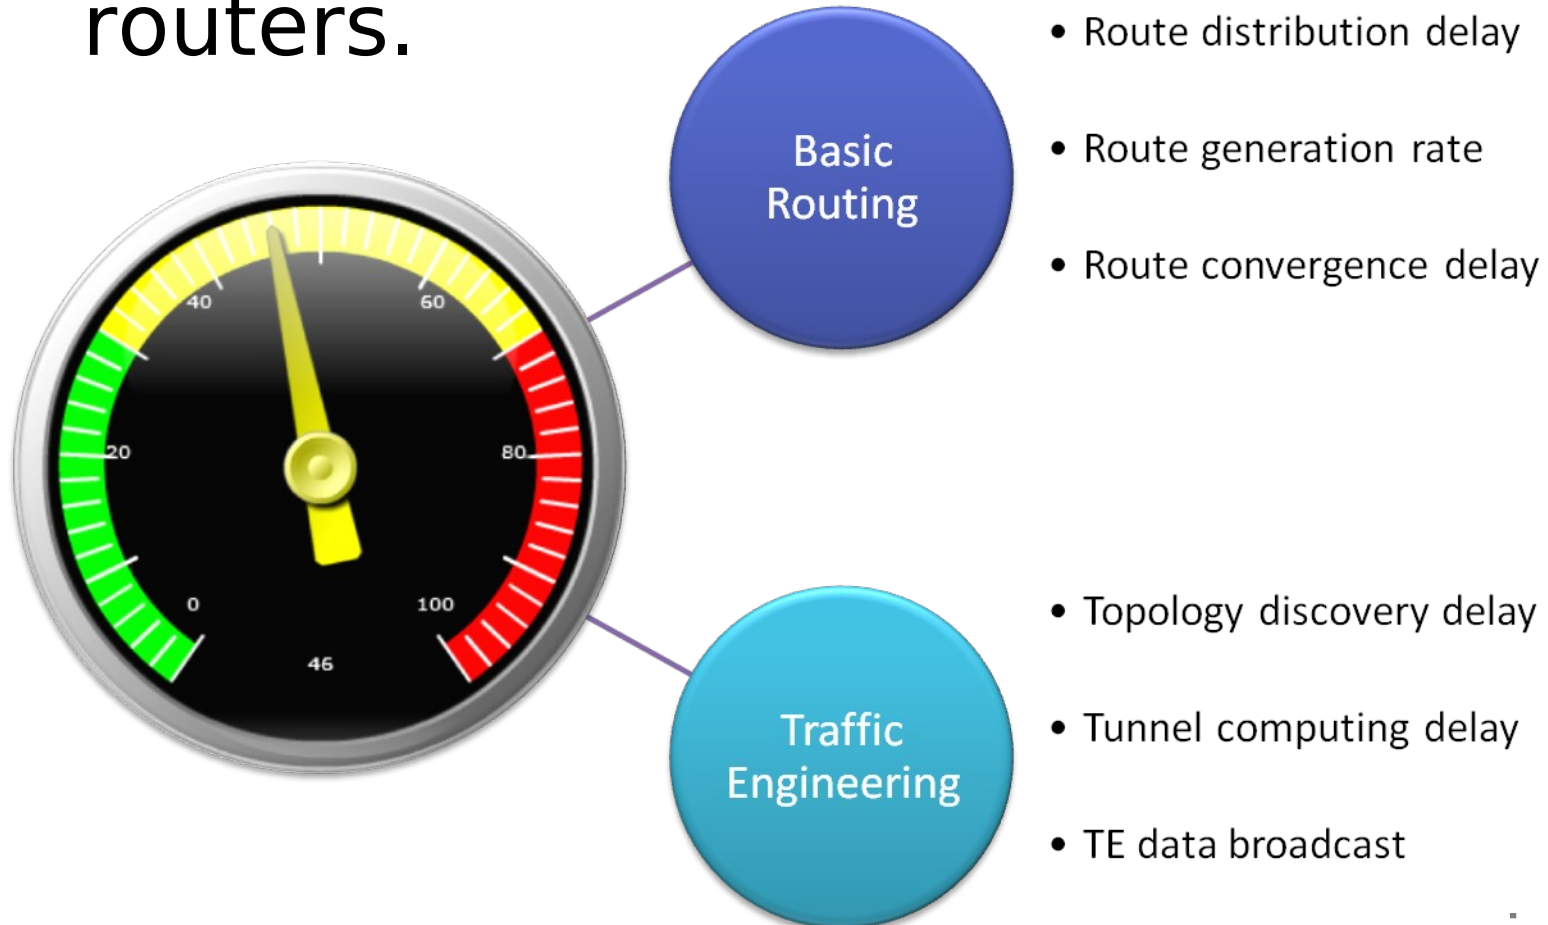 routers.
Basic
Routing
• Route distribution delay
• Route generation rate
• Route convergence delay
40
60
20
80
0
100
46
Traffic
Engineering
• Topology discovery delay
• Tunnel computing delay
• TE data broadcast